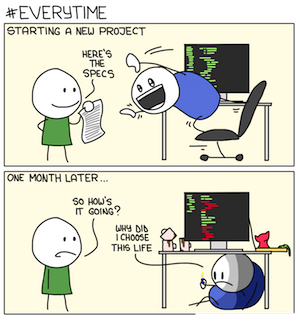 #EVERYTIME
STARTING A NEW PROJECT
HERE'S
THE
SPECS
ONE MONTH LATER...
SO HOW'S
IT GOING?
WHY DID
I CHOOSE
THIS LIFE